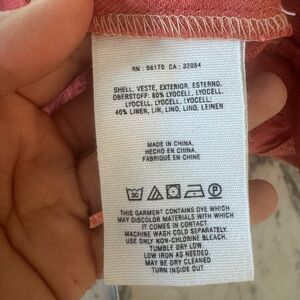 RN : 66170 CA : 32054
SHELL, VESTE, EXTERIOR, ESTERNO,
OBERSTOFF: 60% LYOCELL, LYOCELL,
LYOCELL, LYOCELL, LYOCELL.
40% LINEN, LIN, LINO, LINO, LEINEN
MADE IN CHINA,
HECHO EN CHINA,
FABRIQUÉ EN CHINE
30
P
THIS GARMENT CONTAINS DYE WHICH
MAY DISCOLOR MATERIALS WITH WHICH
IT COMES IN CONTACT.
MACHINE WASH COLD SEPARATELY.
USE ONLY NON-CHLORINE BLEACH.
TUMBLE DRY LOW.
LOW IRON AS NEEDED.
MAY BE DRY CLEANED
TURN INSIDE OUT.